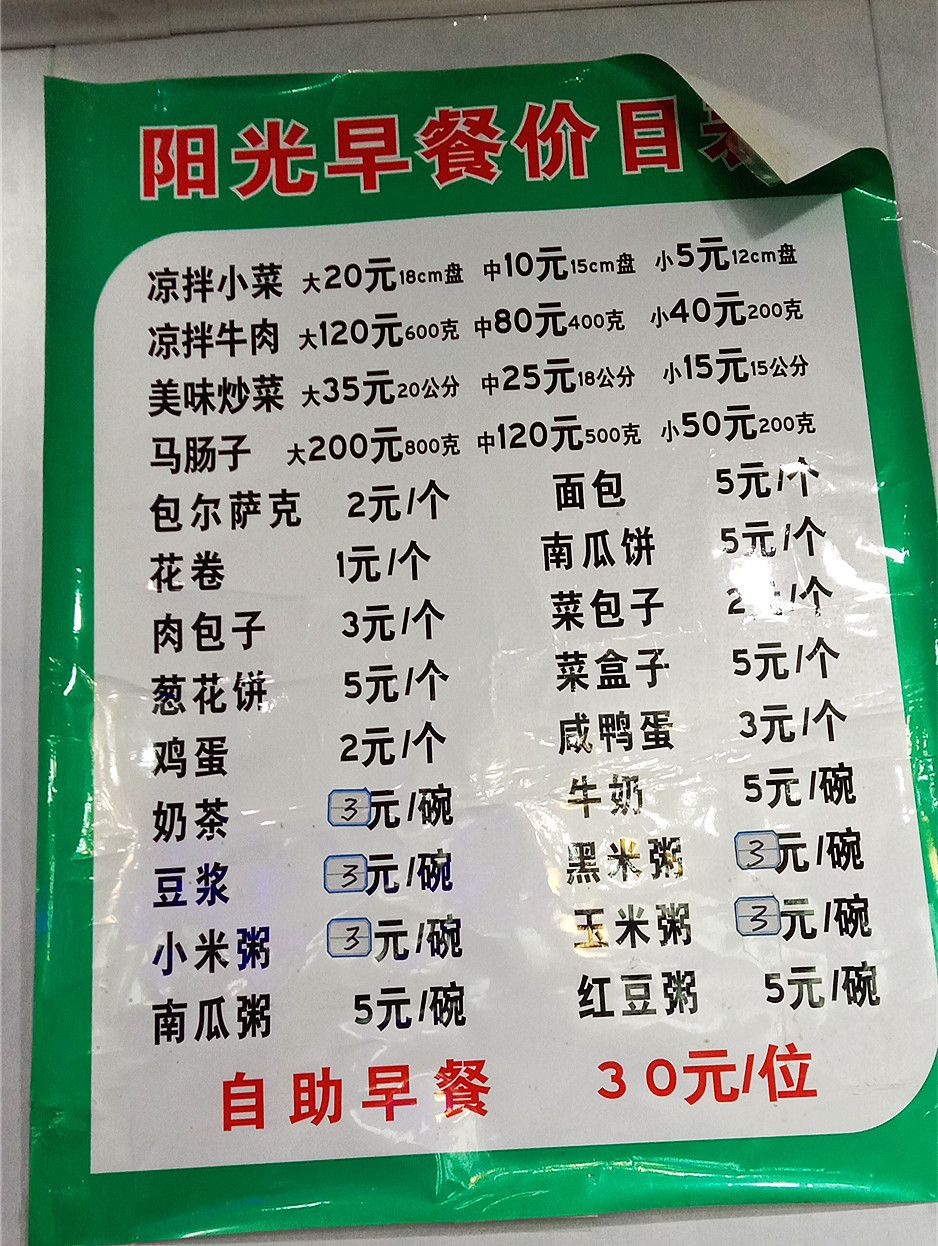 阳光早餐价目
凉拌小菜 大20元18cm盘 中10元15cm盘 小5元12cm盘
凉拌牛肉 大120元600克 中80元400克 小40元200克
美味炒菜 大35元20公分 中25元18公分 小15元15公分
马肠子 大200元800克 中120元500克 小50元200克
包尔萨克 2元/个 面包 5元/个
花卷 1元/个 南瓜饼 5元/个
肉包子 3元/个 菜包子 2元/个
葱花饼 5元/个 菜盒子 5元/个
鸡蛋 2元/个 咸鸭蛋 3元/个
奶茶 3元/碗 牛奶 5元/碗
豆浆 3元/碗 黑米粥 3元/碗
小米粥 3元/碗 玉米粥 3元/碗
南瓜粥 5元/碗 红豆粥 5元/碗
自助早餐 30元/位